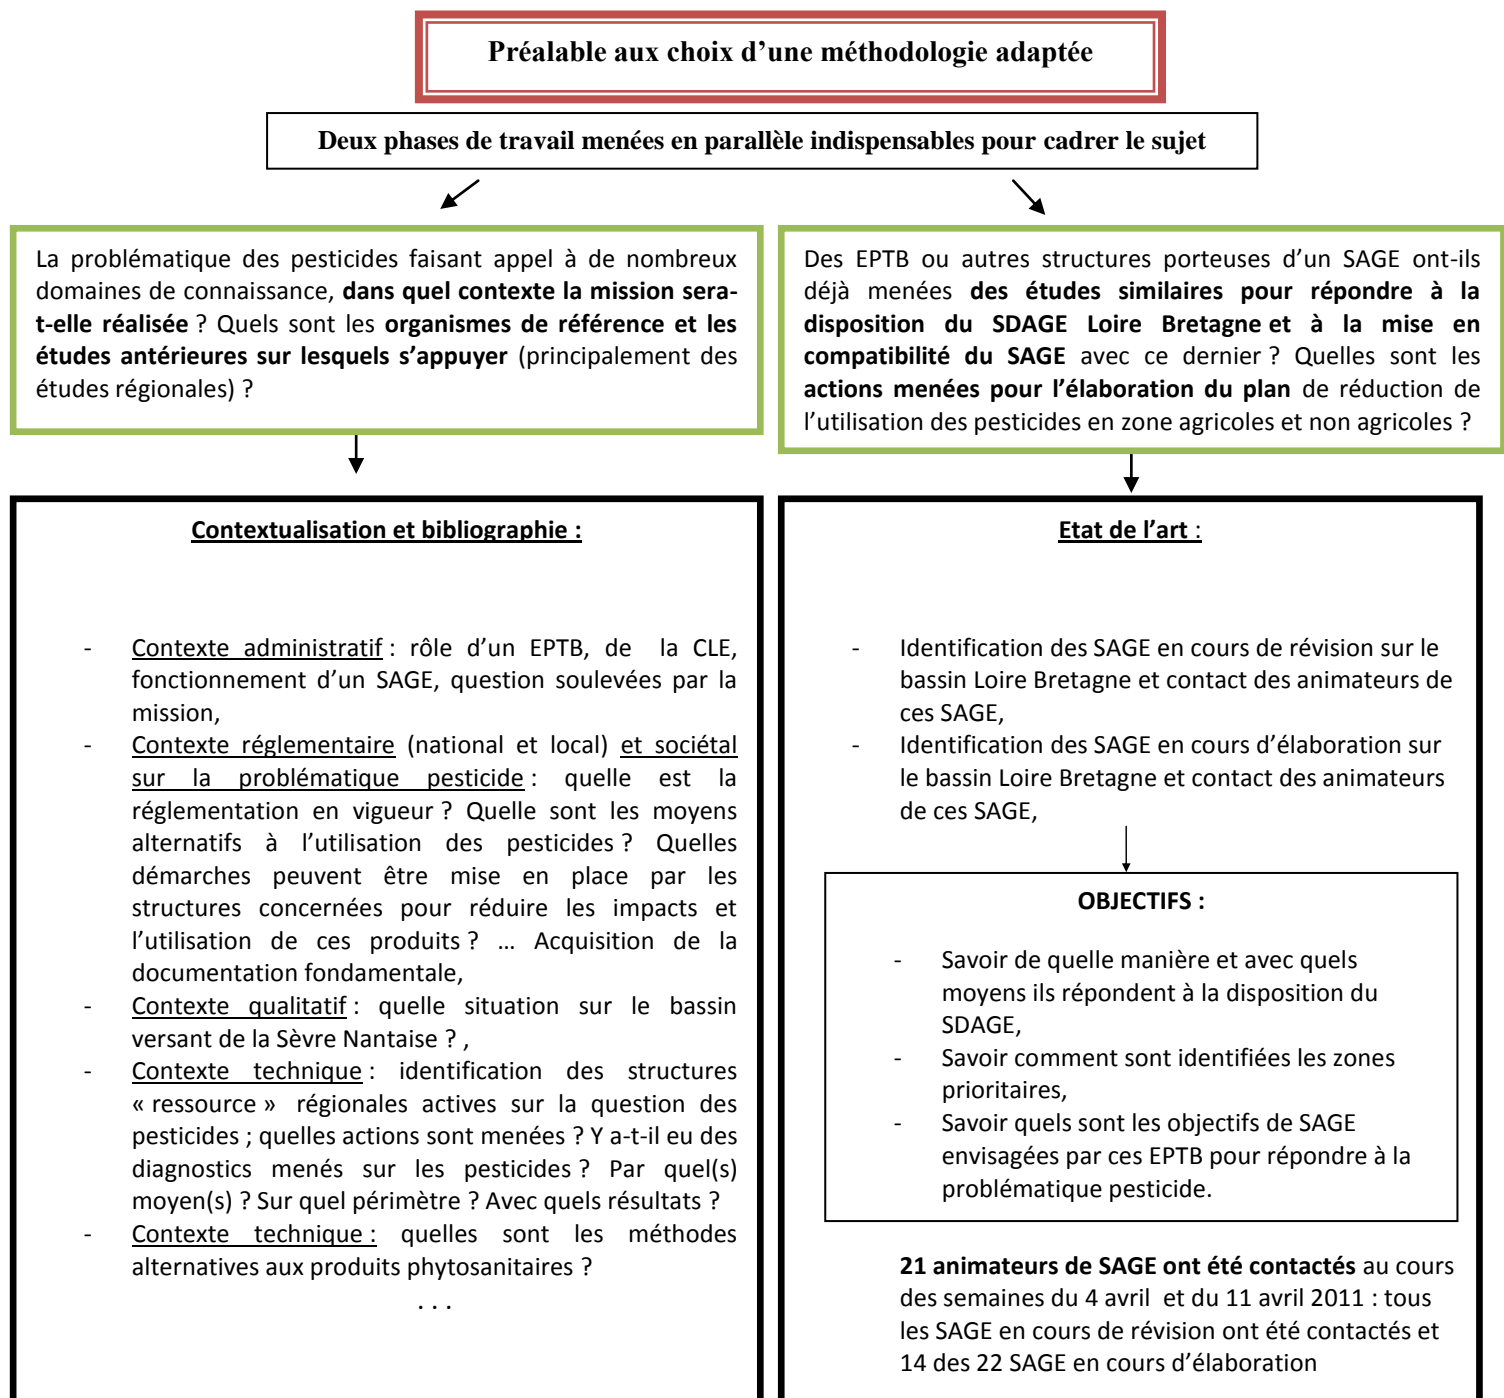 Préalable aux choix d’une méthodologie adaptée
Deux phases de travail menées en parallèle indispensables pour cadrer le sujet
La problématique des pesticides faisant appel à de nombreux
domaines de connaissance, dans quel contexte la mission sera-
t-elle réalisée ? Quels sont les organismes de référence et les
études antérieures sur lesquels s’appuyer (principalement des
études régionales) ?
Des EPTB ou autres structures porteuses d’un SAGE ont-ils
déjà menées des études similaires pour répondre à la
disposition du SDAGE Loire Bretagne et à la mise en
compatibilité du SAGE avec ce dernier ? Quelles sont les
actions menées pour l’élaboration du plan de réduction de
l’utilisation des pesticides en zone agricoles et non agricoles ?
Contextualisation et bibliographie :
- Contexte administratif : rôle d’un EPTB, de la CLE,
fonctionnement d’un SAGE, question soulevées par la
mission,
- Contexte réglementaire (national et local) et sociétal
sur la problématique pesticide : quelle est la
réglementation en vigueur ? Quelle sont les moyens
alternatifs à l’utilisation des pesticides ? Quelles
démarches peuvent être mise en place par les
structures concernées pour réduire les impacts et
l’utilisation de ces produits ? … Acquisition de la
documentation fondamentale,
- Contexte qualitatif : quelle situation sur le bassin
versant de la Sèvre Nantaise ? ,
- Contexte technique : identification des structures
« ressource » régionales actives sur la question des
pesticides ; quelles actions sont menées ? Y a-t-il eu des
diagnostics menés sur les pesticides ? Par quel(s)
moyen(s) ? Sur quel périmètre ? Avec quels résultats ?
- Contexte technique : quelles sont les méthodes
alternatives aux produits phytosanitaires ?
. . .
Etat de l’art :
- Identification des SAGE en cours de révision sur le
bassin Loire Bretagne et contact des animateurs de
ces SAGE,
- Identification des SAGE en cours d’élaboration sur
le bassin Loire Bretagne et contact des animateurs
de ces SAGE,
OBJECTIFS :
- Savoir de quelle manière et avec quels
moyens ils répondent à la disposition du
SDAGE,
- Savoir comment sont identifiées les zones
prioritaires,
- Savoir quels sont les objectifs de SAGE
envisagées par ces EPTB pour répondre à la
problématique pesticide.
21 animateurs de SAGE ont été contactés au cours
des semaines du 4 avril et du 11 avril 2011 : tous
les SAGE en cours de révision ont été contactés et
14 des 22 SAGE en cours d’élaboration